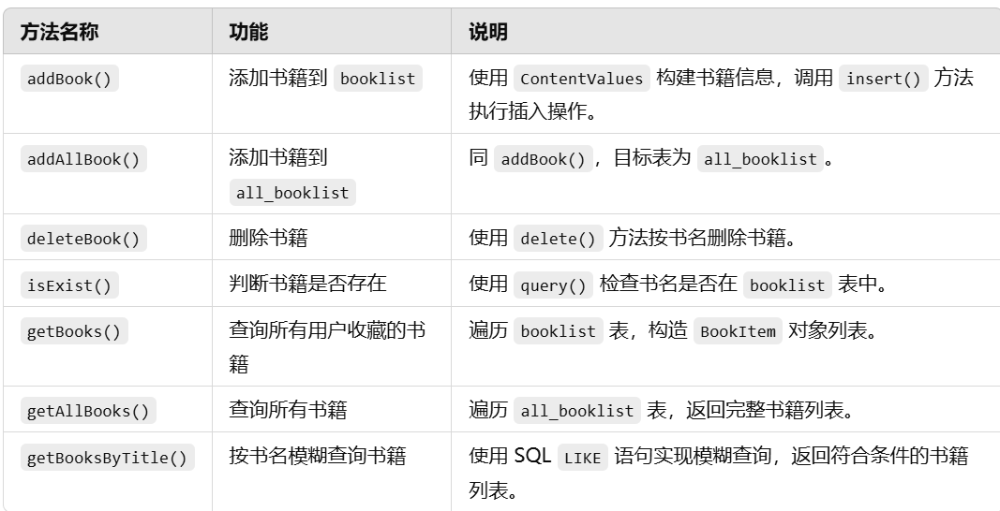 方法名称 功能 说明
addBook() 添加书籍到 booklist 使用 ContentValues 构建书籍信息，调用 insert() 方法
执行插入操作。
addAllBook() 添加书籍到 同 addBook()，目标表为 all_booklist。
all_booklist
deleteBook() 删除书籍 使用 delete() 方法按书名删除书籍。
isExist() 判断书籍是否存在 使用 query() 检查书名是否在 booklist 表中。
getBooks() 查询所有用户收藏的书 遍历 booklist 表，构造 BookItem 对象列表。
籍
getAllBooks() 查询所有书籍 遍历 all_booklist 表，返回完整书籍列表。
getBooksByTitle() 按书名模糊查询书籍 使用 SQL LIKE 语句实现模糊查询，返回符合条件的书籍
列表。